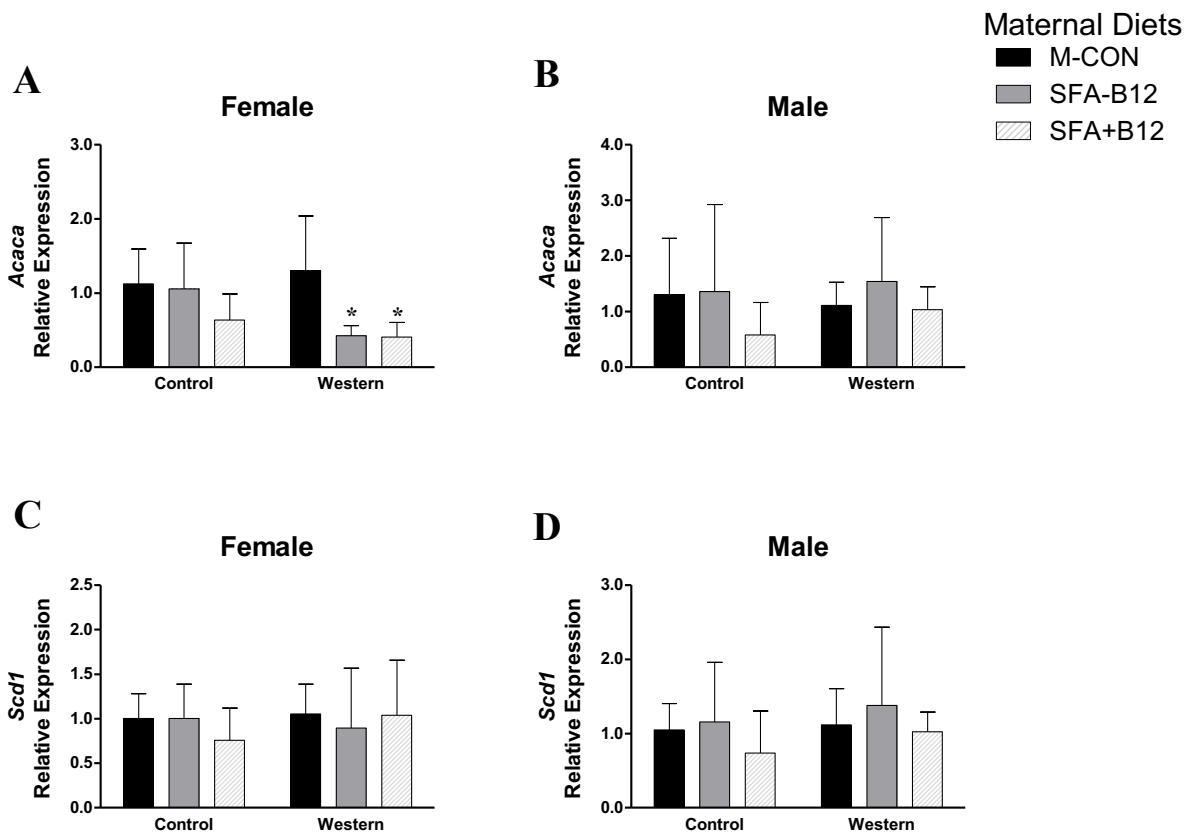 Maternal Diets
M-CON
SFA-B12
SFA+B12
A
Female
Acaca
Relative Expression
3.0
2.0
1.0
0.0
* *
Control Western
B
Male
Acaca
Relative Expression
4.0
3.0
2.0
1.0
0.0
Control Western
C
Female
Scd1
Relative Expression
2.5
2.0
1.5
1.0
0.5
0.0
Control Western
D
Male
Scd1
Relative Expression
3.0
2.0
1.0
0.0
Control Western